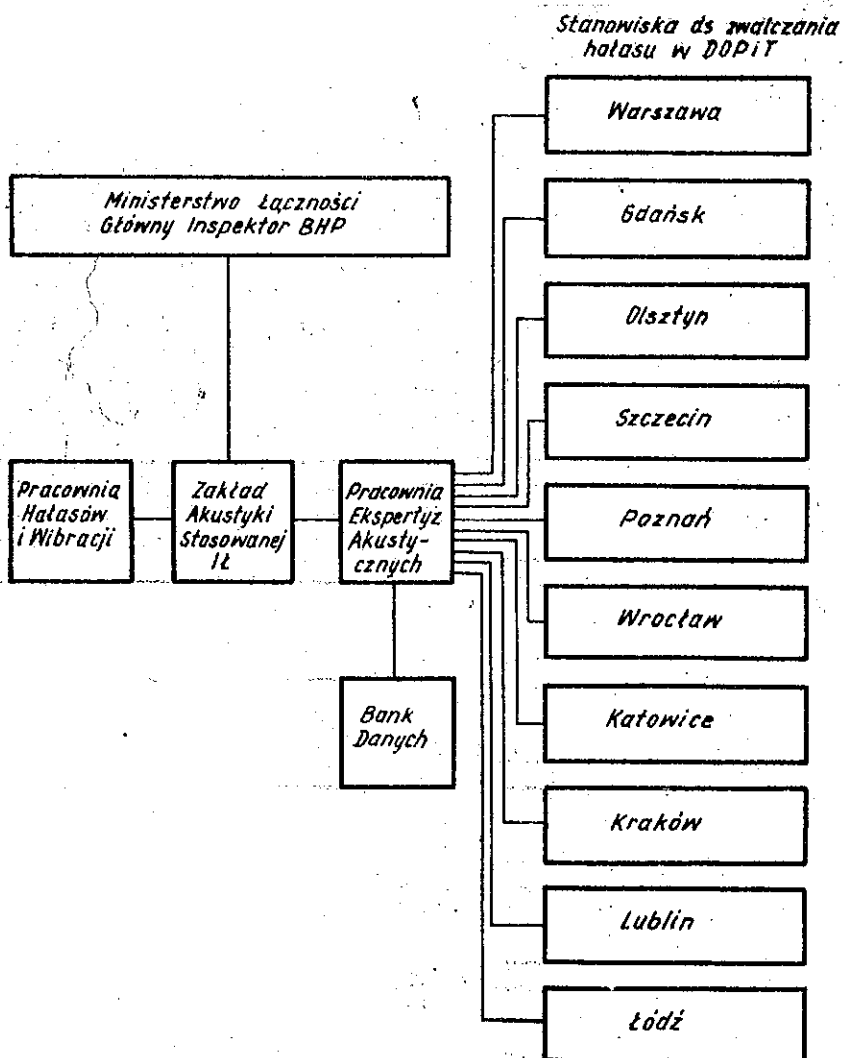 Stanowiska ds zwalczania
hałasu w DOPiT
Warszawa
Ministerstwo Łączności
Główny Inspektor BHP
Gdańsk
Olsztyn
Szczecin
Pracownia
Hałasów
i Wibracji
Zakład
Akustyki
Stosowanej
IŁ
Pracownia
Ekspertyz
Akusty-
cznych
Poznań
Wrocław
Bank
Danych
Katowice
Kraków
Lublin
Łódź